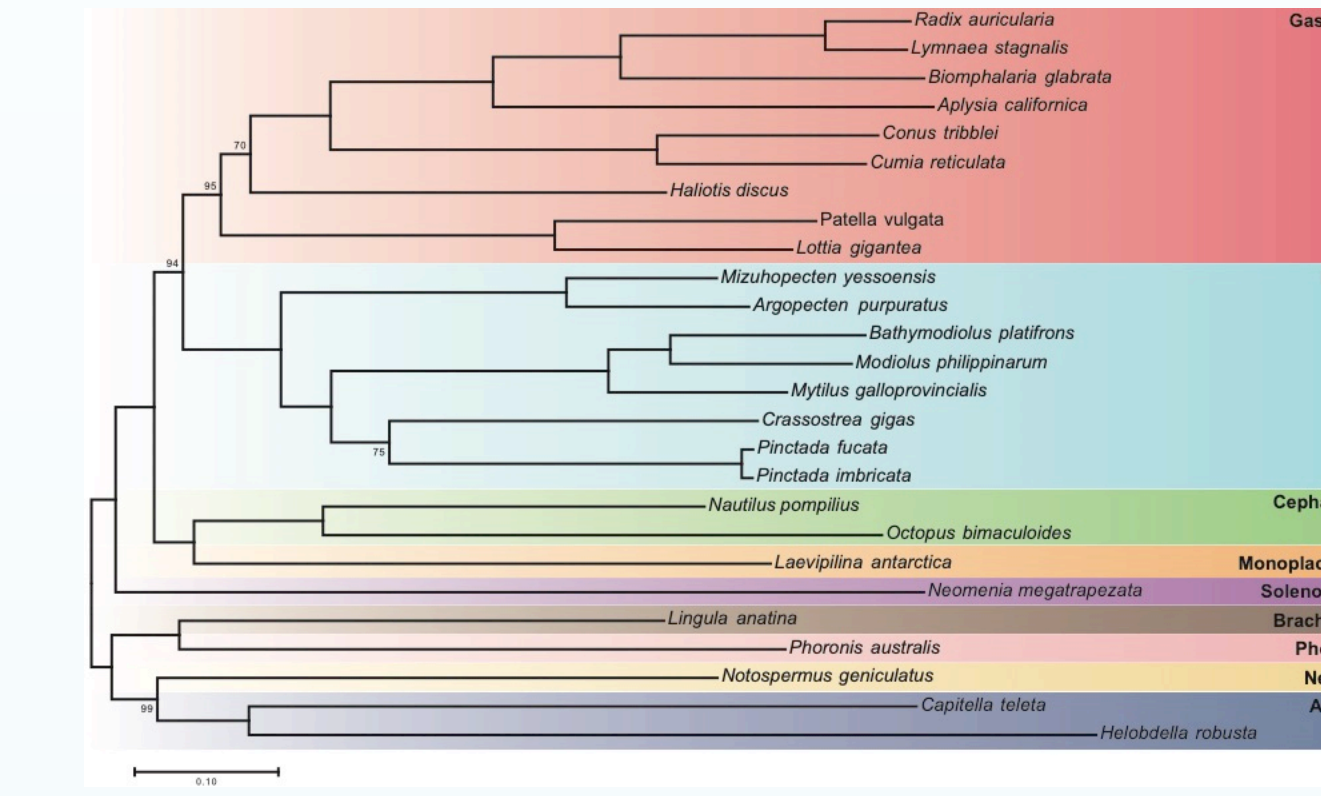 Radix auricularia Gas
Lymnaea stagnalis
Biomphalaria glabrata
Aplysia californica
Conus tribblei
70
Cumia reticulata
95
Haliotis discus
Patella vulgata
Lottia gigantea
94
Mizuhopecten yessoensis
Argopecten purpuratus
Bathymodiolus platifrons
Modiolus philippinarum
Mytilus galloprovincialis
Crassostrea gigas
75
Pinctada fucata
Pinctada imbricata
Nautilus pompilius Ceph
Octopus bimaculoides
Laevipilina antarctica Monoplac
Neomenia megatrapezata Soleno
Lingula anatina Brach
Phoronis australis Pho
Notospermus geniculatus Ne
99
Capitella teleta A
Helobdella robusta
0.10